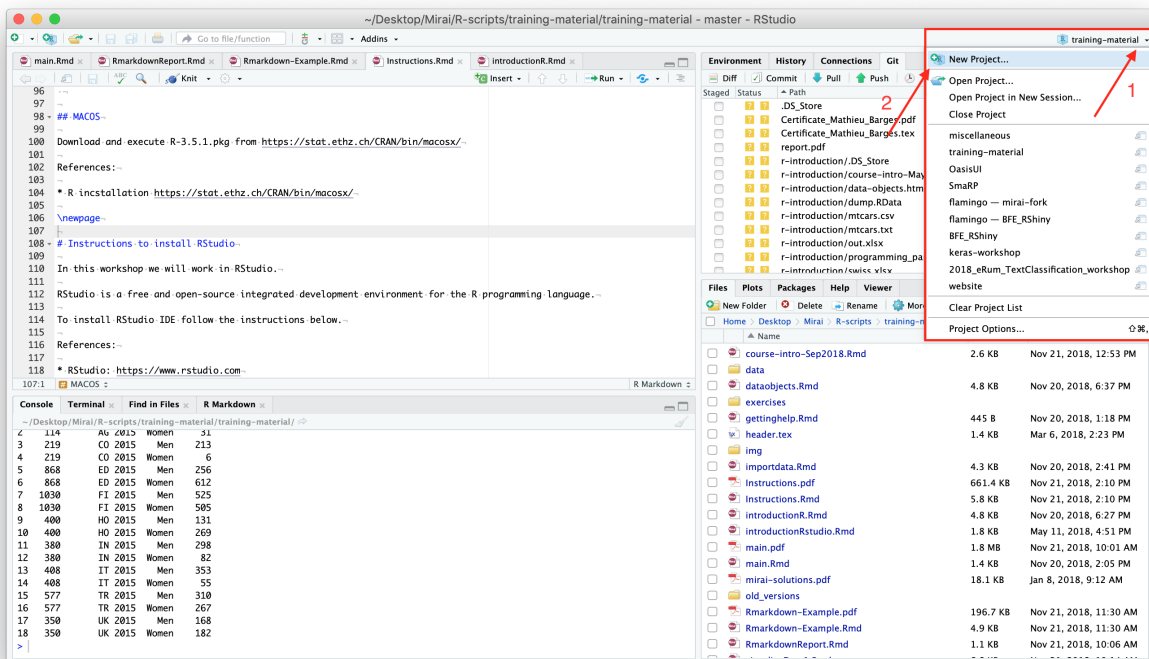 ~/Desktop/Mirai/R-scripts/training-material/training-material - master - RStudio
Go to file/function
Addins
training-material
main.Rmd
RmarkdownReport.Rmd
Rmarkdown-Example.Rmd
Instructions.Rmd
introductionR.Rmd
ABC
Knit
Insert
Run
96
97
98 ## MACOS
99
100 Download and execute R-3.5.1.pkg from https://stat.ethz.ch/CRAN/bin/macosx/
101
102 References:
103
104 * R incstallation https://stat.ethz.ch/CRAN/bin/macosx/
105
106 \newpage
107
108 # Instructions to install RStudio
109
110 In this workshop we will work in RStudio.
111
112 RStudio is a free and open-source integrated development environment for the R programming language.
113
114 To install RStudio IDE follow the instructions below.
115
116 References:
117
118 * RStudio: https://www.rstudio.com
107:1 # MACOS R Markdown
Console Terminal Find in Files R Markdown
~/Desktop/Mirai/R-scripts/training-material/training-material/
2 114 AG 2015 Women 31
3 219 CO 2015 Men 213
4 219 CO 2015 Women 6
5 868 ED 2015 Men 256
6 868 ED 2015 Women 612
7 1030 FI 2015 Men 525
8 1030 FI 2015 Women 505
9 400 HO 2015 Men 131
10 400 HO 2015 Women 269
11 380 IN 2015 Men 298
12 380 IN 2015 Women 82
13 408 IT 2015 Men 353
14 408 IT 2015 Women 55
15 577 TR 2015 Men 310
16 577 TR 2015 Women 267
17 350 UK 2015 Men 168
18 350 UK 2015 Women 182
>
Environment History Connections Git
Diff Commit Pull Push
Staged Status Path
.DS_Store
Certificate_Mathieu_Barges.pdf
Certificate_Mathieu_Barges.tex
report.pdf
r-introduction/.DS_Store
r-introduction/course-intro-May
r-introduction/data-objects.htm
r-introduction/dump.RData
r-introduction/mtcars.csv
r-introduction/mtcars.txt
r-introduction/out.xlsx
r-introduction/programming_pa
r-introduction/swiss.xlsx
New Project...
Open Project...
Open Project in New Session...
Close Project
miscellaneous
training-material
OasisUI
SmaRP
flamingo — mirai-fork
flamingo — BFE_RShiny
BFE_RShiny
keras-workshop
2018_eRum_TextClassification_workshop
website
Clear Project List
Project Options... ⇧⌘,
1
2
Files Plots Packages Help Viewer
New Folder Delete Rename More
Home Desktop Mirai R-scripts
Name
course-intro-Sep2018.Rmd 2.6 KB Nov 21, 2018, 12:53 PM
data
dataobjects.Rmd 4.8 KB Nov 20, 2018, 6:37 PM
exercises
gettinghelp.Rmd 445 B Nov 20, 2018, 1:18 PM
header.tex 1.4 KB Mar 6, 2018, 2:23 PM
img
importdata.Rmd 4.3 KB Nov 20, 2018, 2:41 PM
Instructions.pdf 661.4 KB Nov 21, 2018, 2:10 PM
Instructions.Rmd 5.8 KB Nov 21, 2018, 2:10 PM
introductionR.Rmd 4.8 KB Nov 20, 2018, 6:27 PM
introductionRstudio.Rmd 1.8 KB May 11, 2018, 4:51 PM
main.pdf 1.8 MB Nov 21, 2018, 10:01 AM
main.Rmd 1.4 KB Nov 20, 2018, 2:05 PM
mirai-solutions.pdf 18.1 KB Jan 8, 2018, 9:12 AM
old_versions
Rmarkdown-Example.pdf 196.7 KB Nov 21, 2018, 11:30 AM
Rmarkdown-Example.Rmd 4.9 KB Nov 21, 2018, 11:30 AM
RmarkdownReport.Rmd 1.1 KB Nov 21, 2018, 10:06 AM